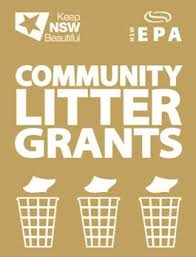 Keep
NSW
Beautiful
NSW
EPA
COMMUNITY
LITTER
GRANTS